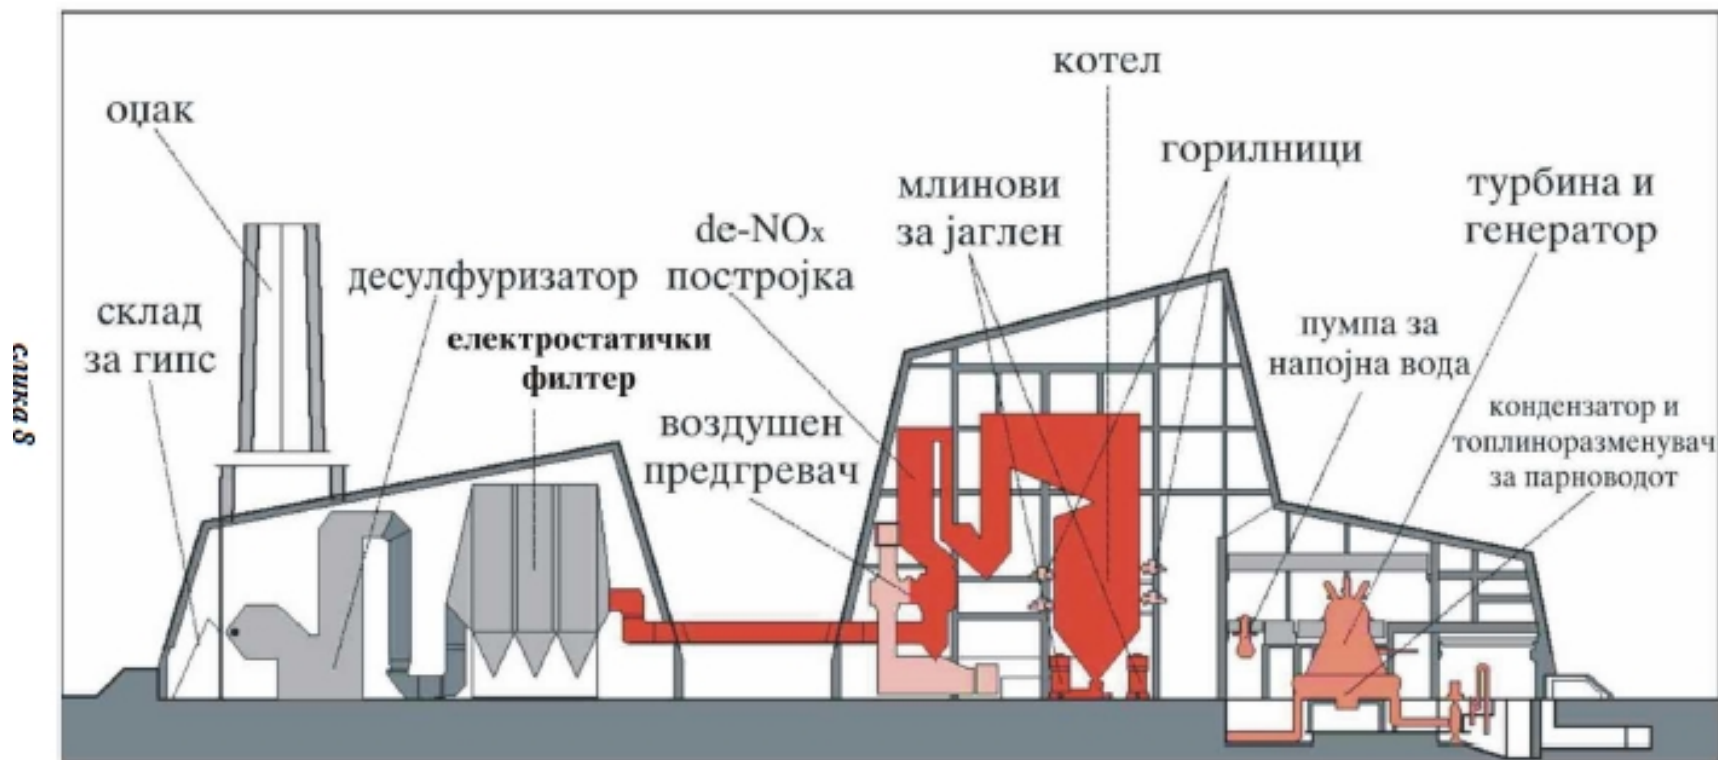 слика 8
котел
оџак
горилници
млинови
за јаглен
турбина и
генератор
de-NOx
постројка
десулфуризатор
склад
за гипс
електростатички
филтер
пумпа за
напојна вода
воздушен
предгревач
кондензатор и
топлиноразменувач
за парноводот